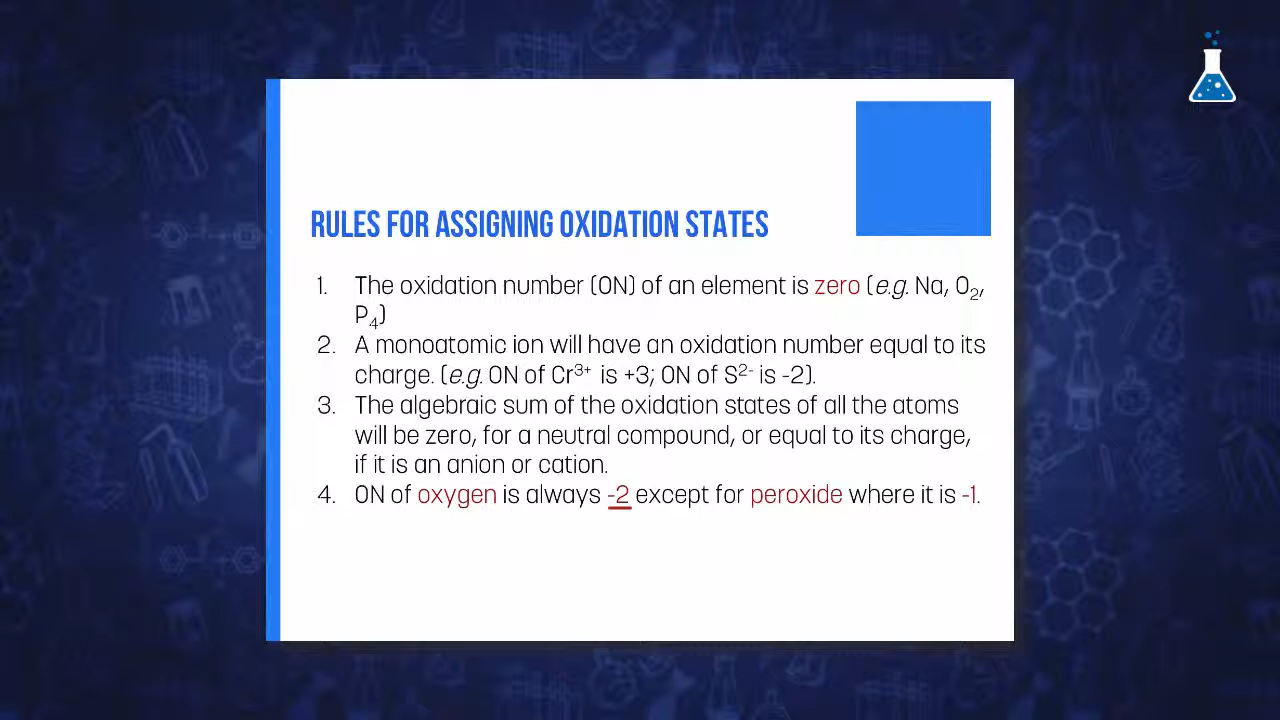 RULES FOR ASSIGNING OXIDATION STATES
1. The oxidation number (ON) of an element is zero (e.g. Na, O₂,
P₄)
2. A monoatomic ion will have an oxidation number equal to its
charge. (e.g. ON of Cr³⁺ is +3; ON of S²⁻ is -2).
3. The algebraic sum of the oxidation states of all the atoms
will be zero, for a neutral compound, or equal to its charge,
if it is an anion or cation.
4. ON of oxygen is always -2 except for peroxide where it is -1.